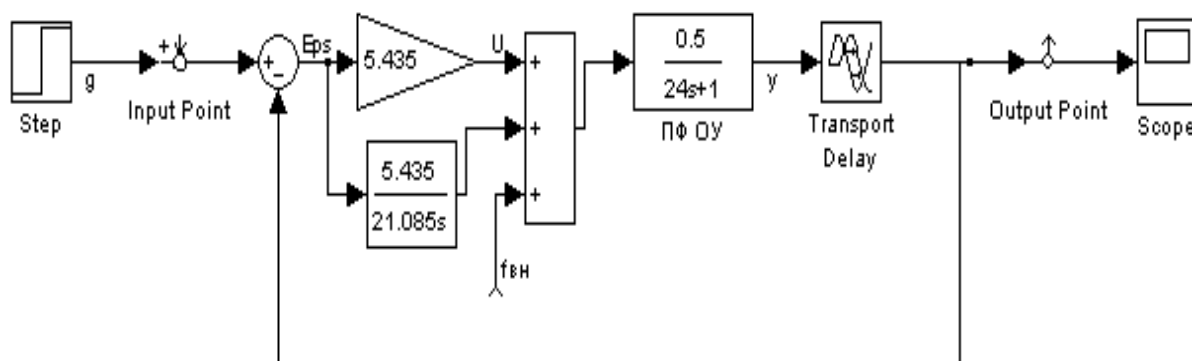 Step
g
+
Input Point
+
−
Eps
5.435
U
5.435
21.085s
+
+
+
fвн
0.5
24s+1
ПФ ОУ
y
Transport
Delay
Output Point
Scope